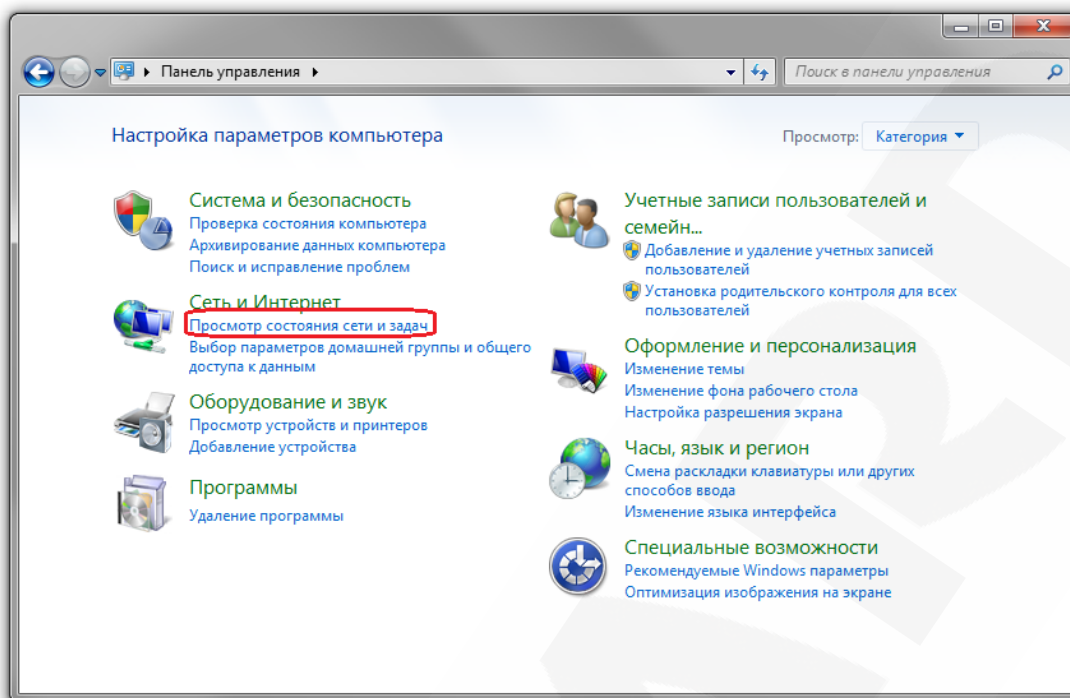 Панель управления
Поиск в панели управления
Настройка параметров компьютера
Просмотр: Категория
Система и безопасность
Проверка состояния компьютера
Архивирование данных компьютера
Поиск и исправление проблем
Сеть и Интернет
Просмотр состояния сети и задач
Выбор параметров домашней группы и общего
доступа к данным
Оборудование и звук
Просмотр устройств и принтеров
Добавление устройства
Программы
Удаление программы
Учетные записи пользователей и
семейн...
Добавление и удаление учетных записей
пользователей
Установка родительского контроля для всех
пользователей
Оформление и персонализация
Изменение темы
Изменение фона рабочего стола
Настройка разрешения экрана
Часы, язык и регион
Смена раскладки клавиатуры или других
способов ввода
Изменение языка интерфейса
Специальные возможности
Рекомендуемые Windows параметры
Оптимизация изображения на экране